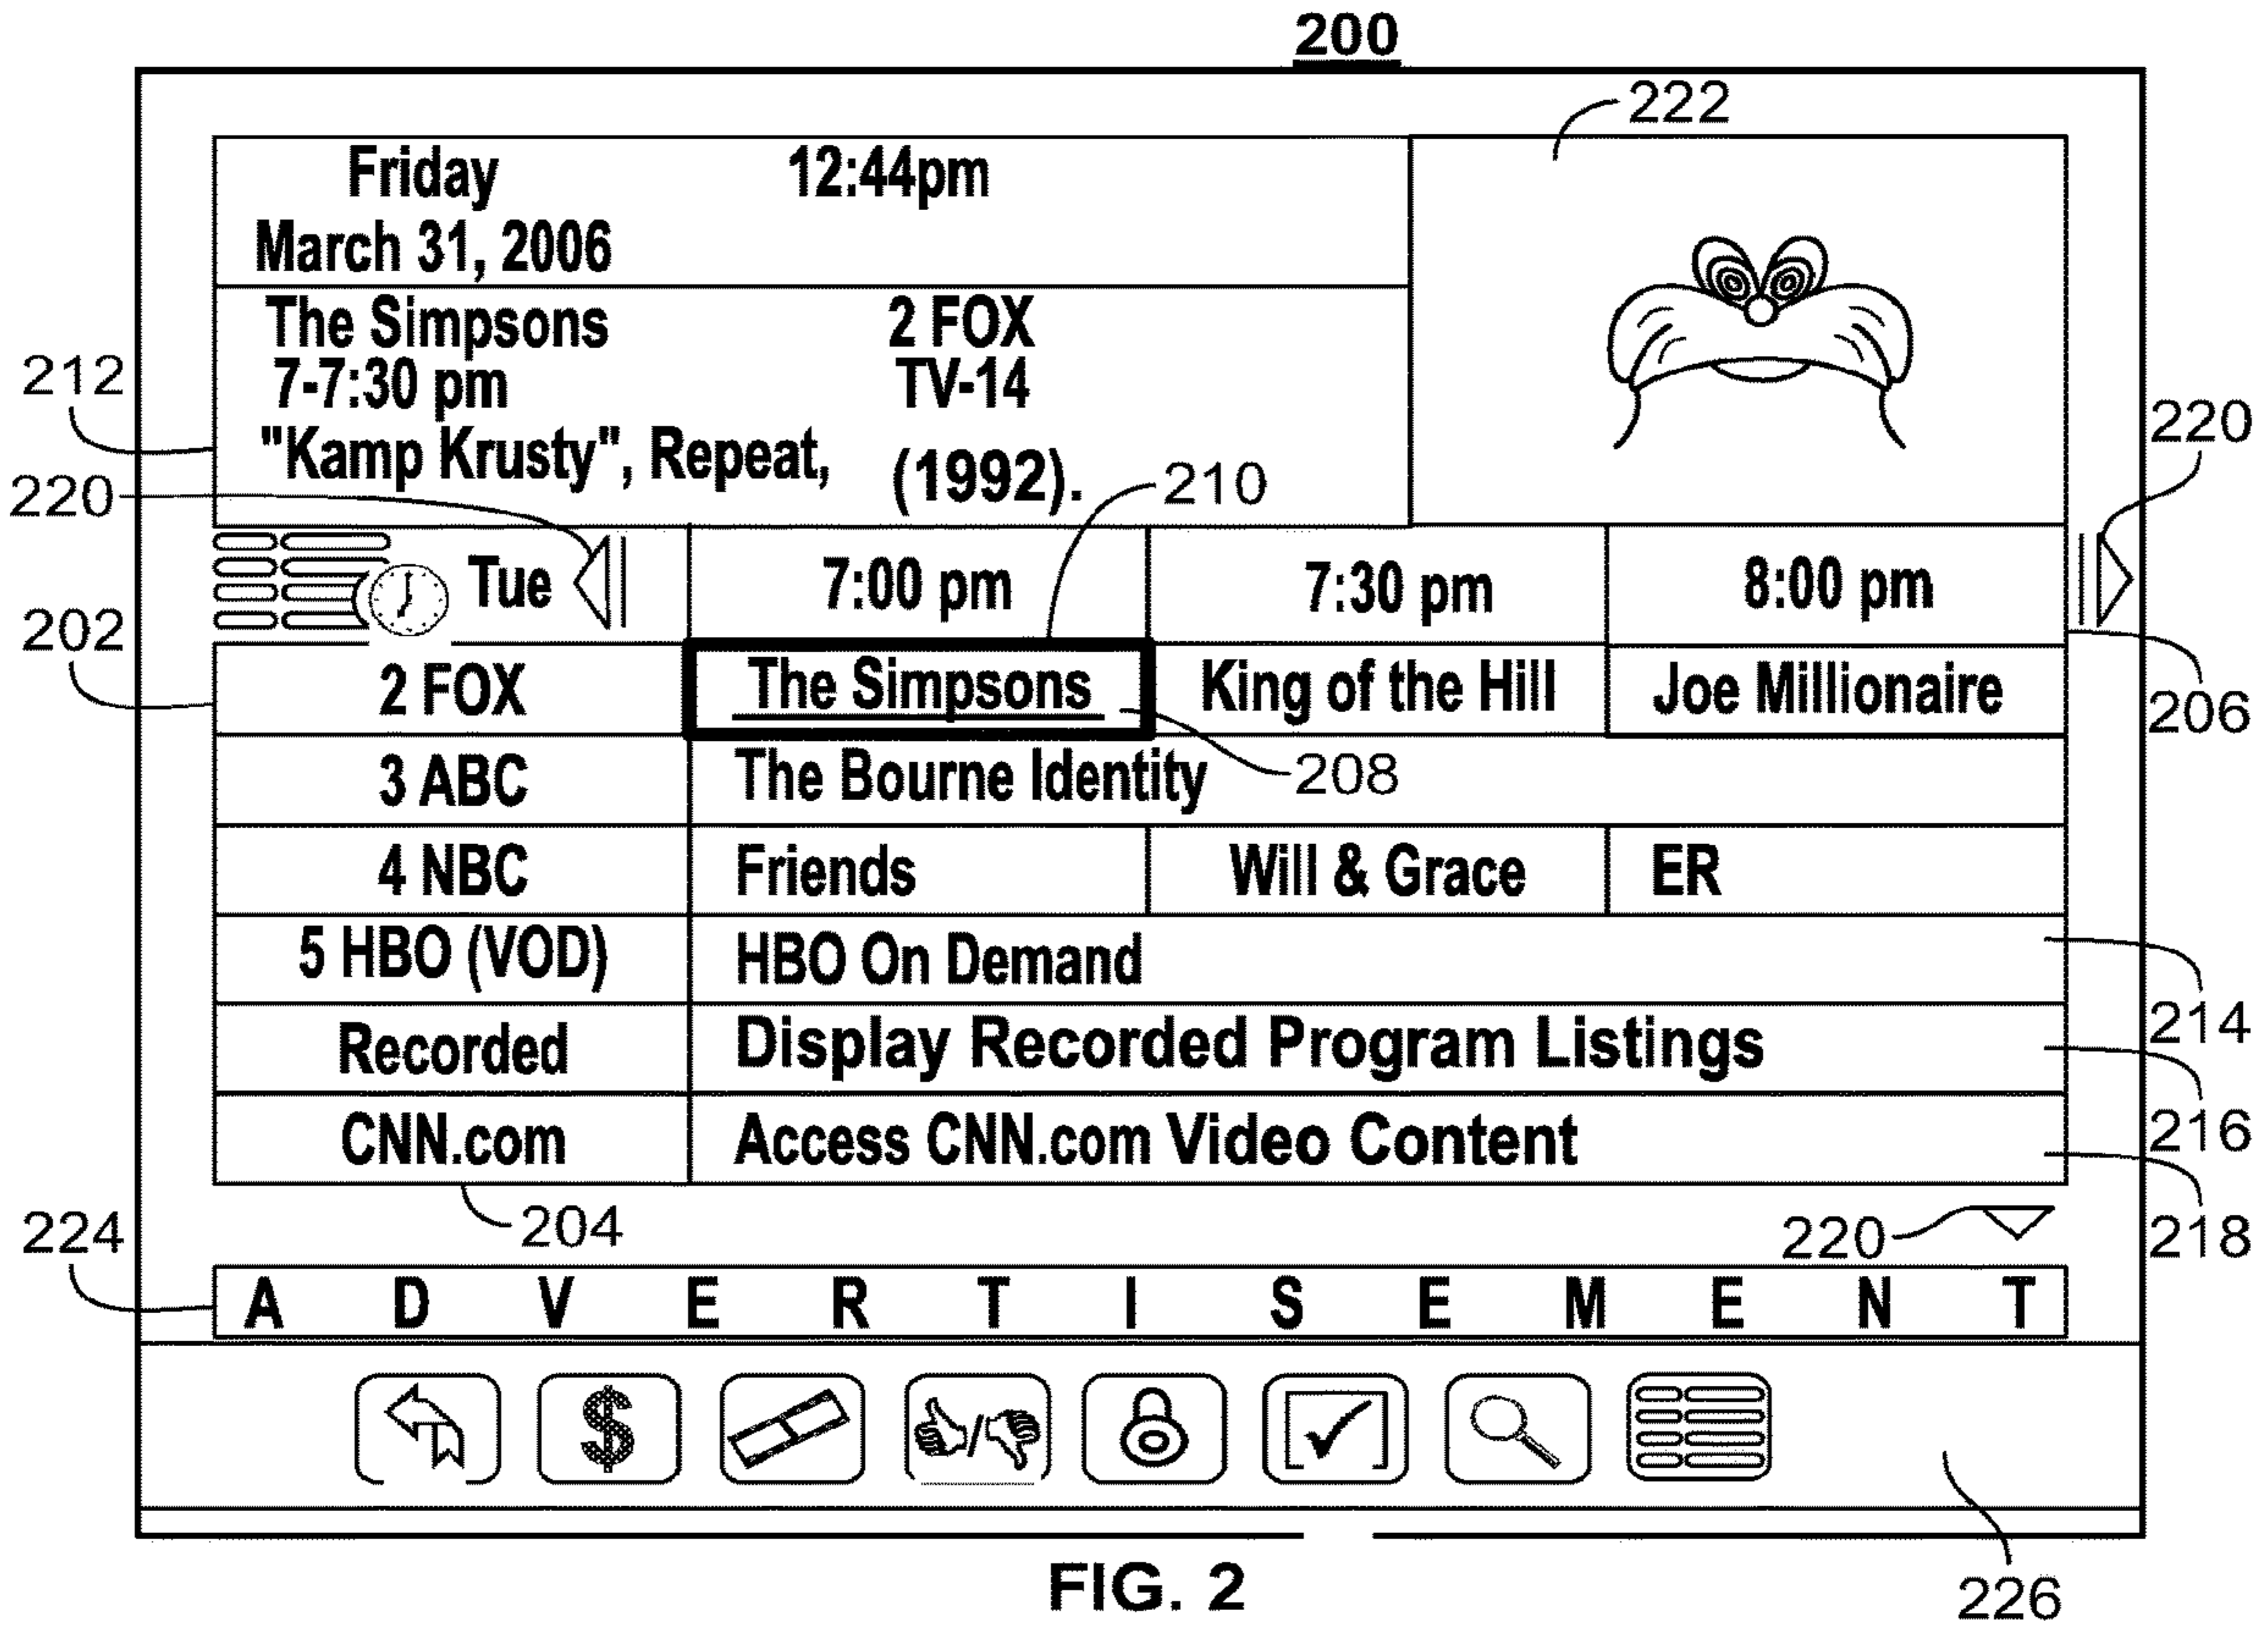 200
222
Friday 12:44pm
March 31, 2006
The Simpsons 2 FOX
212
7-7:30 pm TV-14
220
"Kamp Krusty", Repeat, (1992).
220
210
Tue 7:00 pm 7:30 pm 8:00 pm
202
2 FOX The Simpsons King of the Hill Joe Millionaire
206
3 ABC The Bourne Identity
208
4 NBC Friends Will & Grace ER
5 HBO (VOD) HBO On Demand
214
Recorded Display Recorded Program Listings
216
CNN.com Access CNN.com Video Content
204
224
220
218
A D V E R T I S E M E N T
$
/
FIG. 2
226